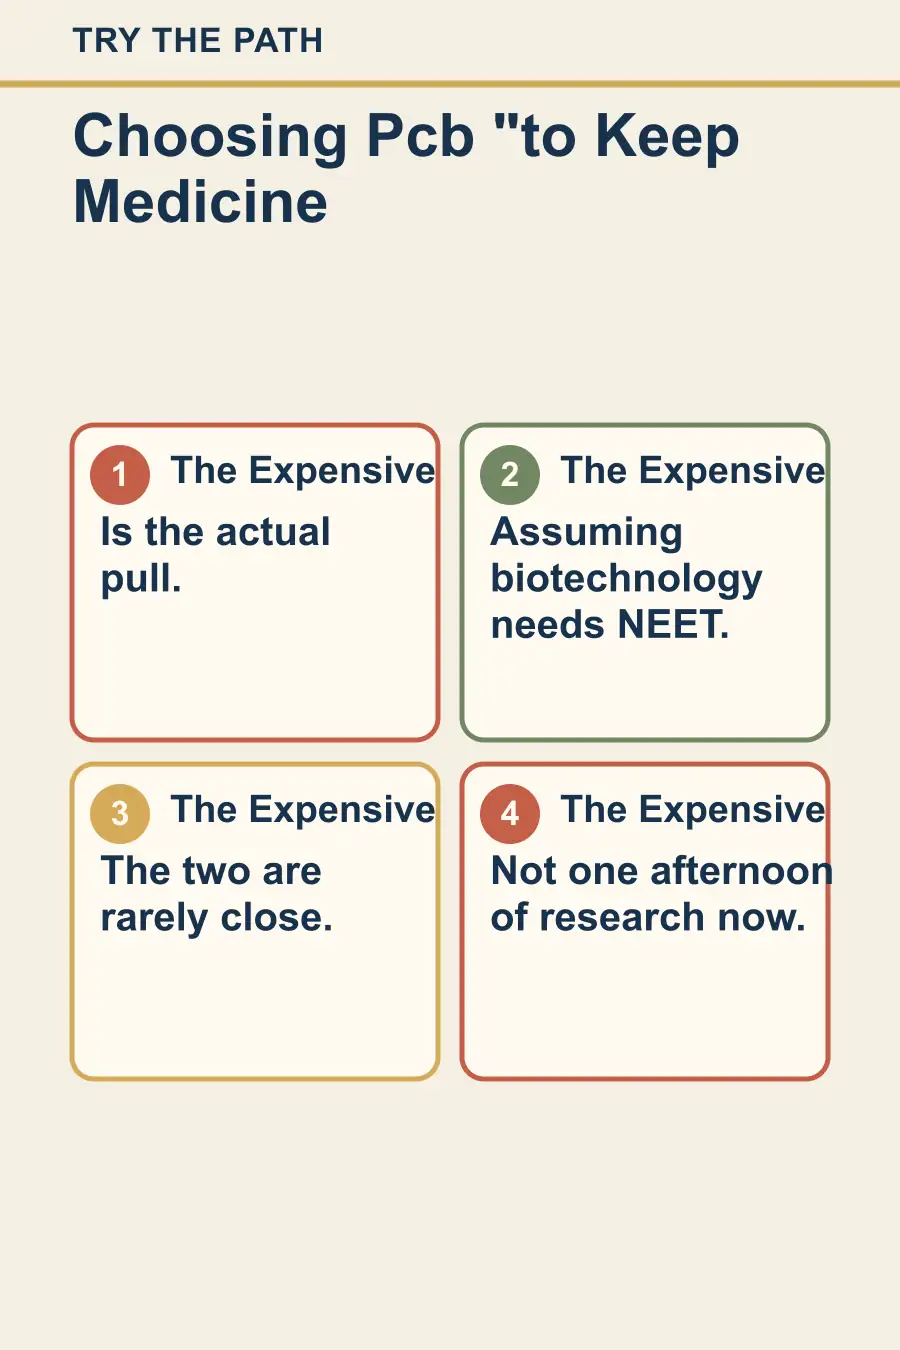 TRY THE PATH
Choosing Pcb "to Keep
Medicine
1 The Expensive
Is the actual
pull.
2 The Expensive
Assuming
biotechnology
needs NEET.
3 The Expensive
The two are
rarely close.
4 The Expensive
Not one afternoon
of research now.